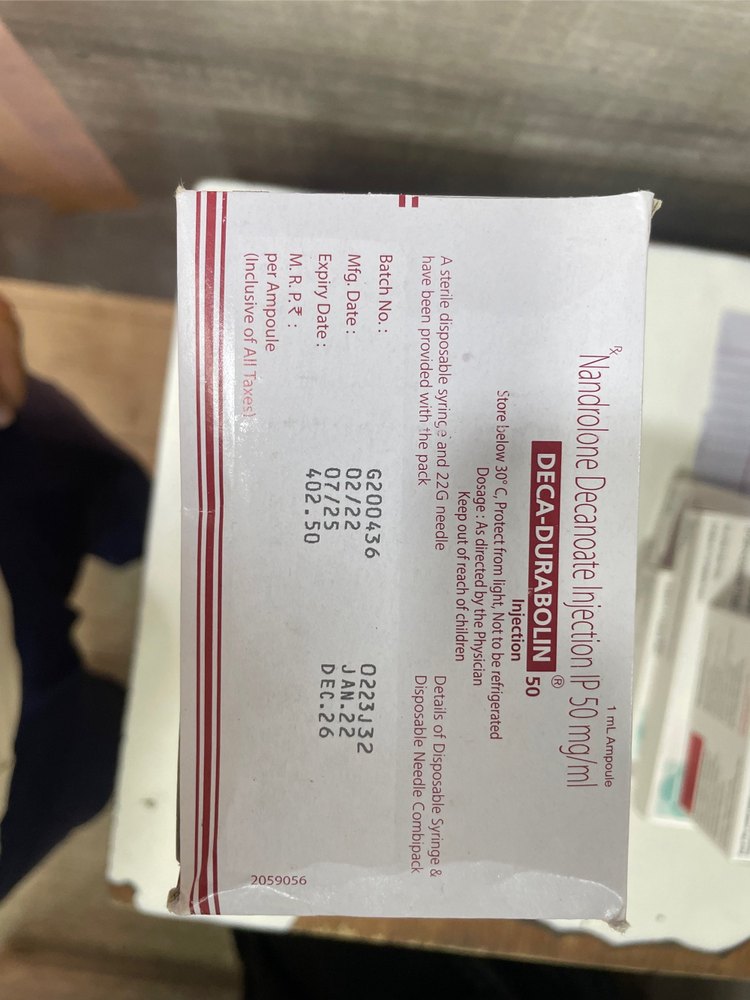 1 mL Ampoule
Rx Nandrolone Decanoate Injection IP 50 mg/ml
DECA-DURABOLIN ® 50
Injection
Store below 30° C, Protect from light, Not to be refrigerated
Dosage : As directed by the Physician
Keep out of reach of children
A sterile disposable syringe and 22G needle
have been provided with the pack
Details of Disposable Syringe &
Disposable Needle Combipack
Batch No. : G200436 0223J32
Mfg. Date : 02/22 JAN.22
Expiry Date : 07/25 DEC.26
M. R. P.₹ : 402.50
per Ampoule
(Inclusive of All Taxes)
2059056